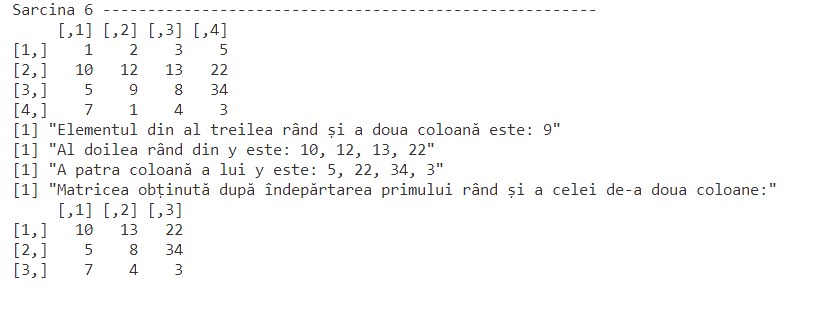 Sarcina 6 ----------------------------------------------------------
     [,1] [,2] [,3] [,4]
[1,]    1    2    3    5
[2,]   10   12   13   22
[3,]    5    9    8   34
[4,]    7    1    4    3
[1] "Elementul din al treilea rând și a doua coloană este: 9"
[1] "Al doilea rând din y este: 10, 12, 13, 22"
[1] "A patra coloană a lui y este: 5, 22, 34, 3"
[1] "Matricea obținută după îndepărtarea primului rând și a celei de-a doua coloane:"
     [,1] [,2] [,3]
[1,]   10   13   22
[2,]    5    8   34
[3,]    7    4    3